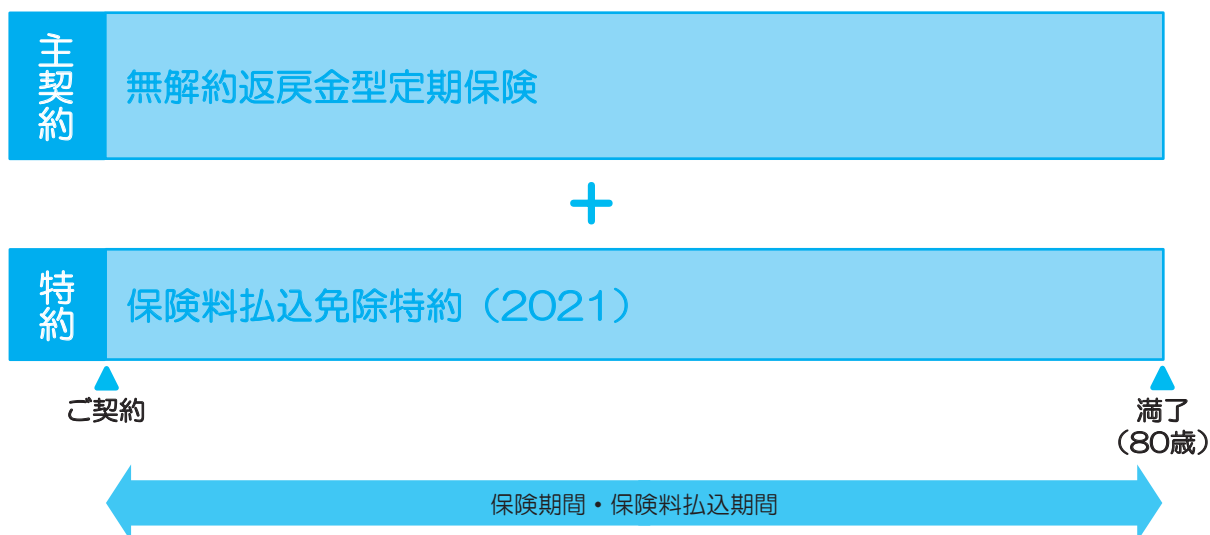 主契約
無解約返戻金型定期保険
+
特約
保険料払込免除特約（2021）
ご契約
満了
（80歳）
保険期間・保険料払込期間